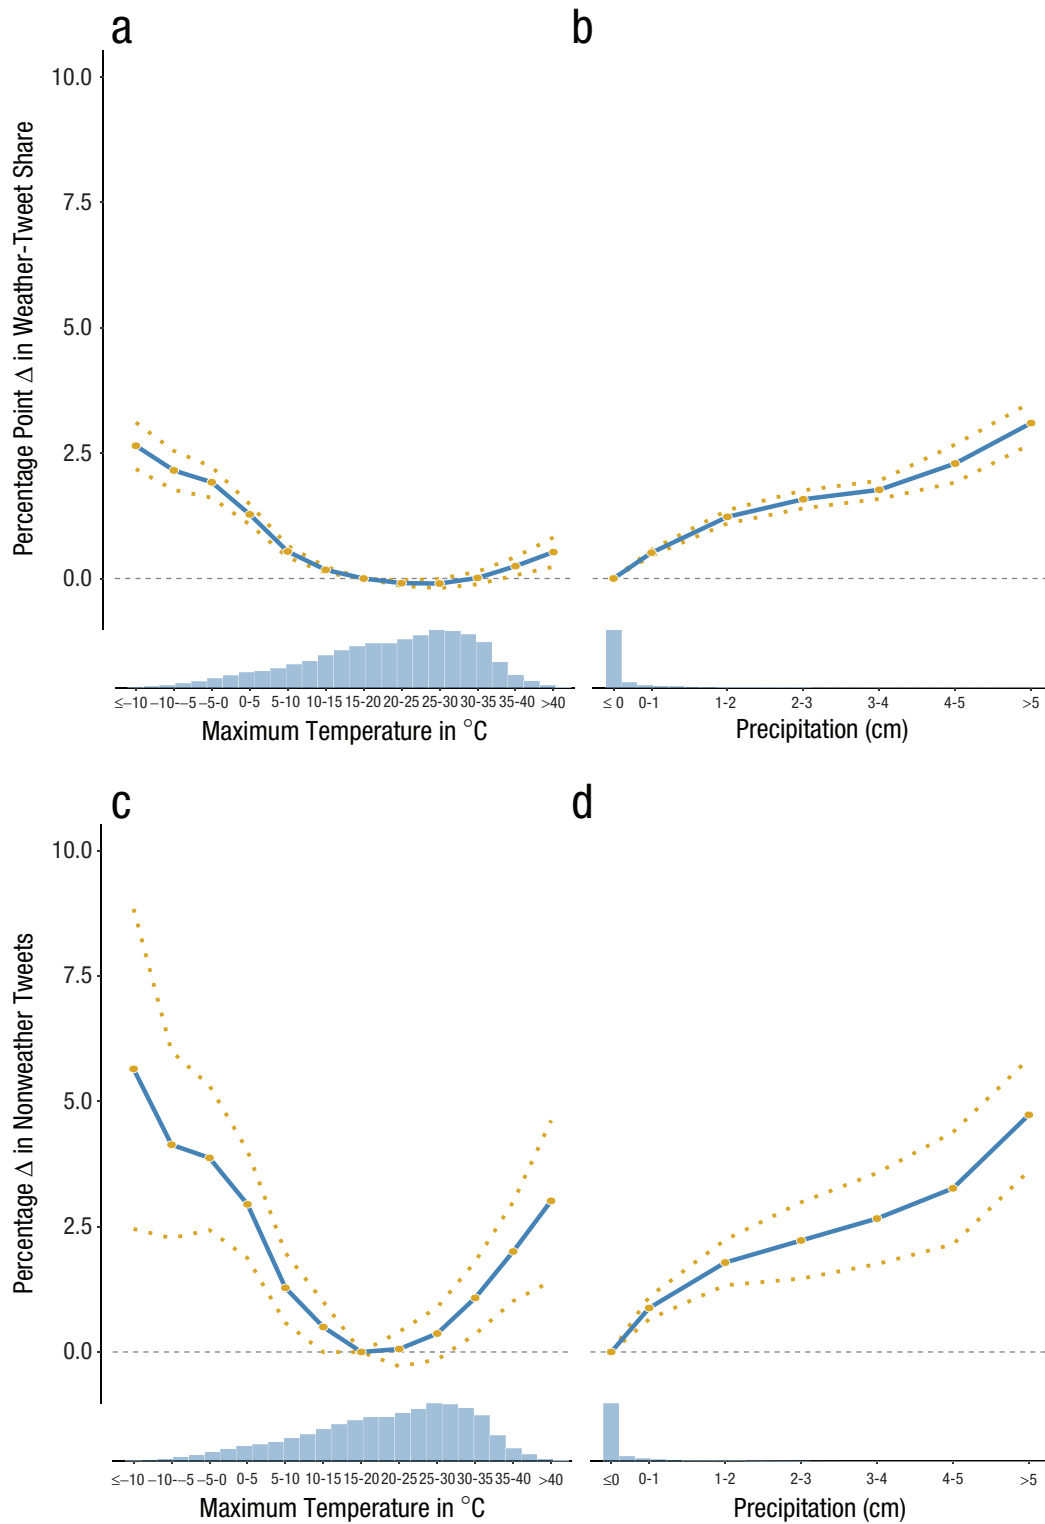 a
b
10.0
7.5
5.0
2.5
0.0
Percentage Point Δ in Weather-Tweet Share
≤−10 −10-−5 −5-0 0-5 5-10 10-15 15-20 20-25 25-30 30-35 35-40 >40
Maximum Temperature in °C
≤ 0 0-1 1-2 2-3 3-4 4-5 >5
Precipitation (cm)
c
d
10.0
7.5
5.0
2.5
0.0
Percentage Δ in Nonweather Tweets
≤−10 −10-−5 −5-0 0-5 5-10 10-15 15-20 20-25 25-30 30-35 35-40 >40
Maximum Temperature in °C
≤0 0-1 1-2 2-3 3-4 4-5 >5
Precipitation (cm)